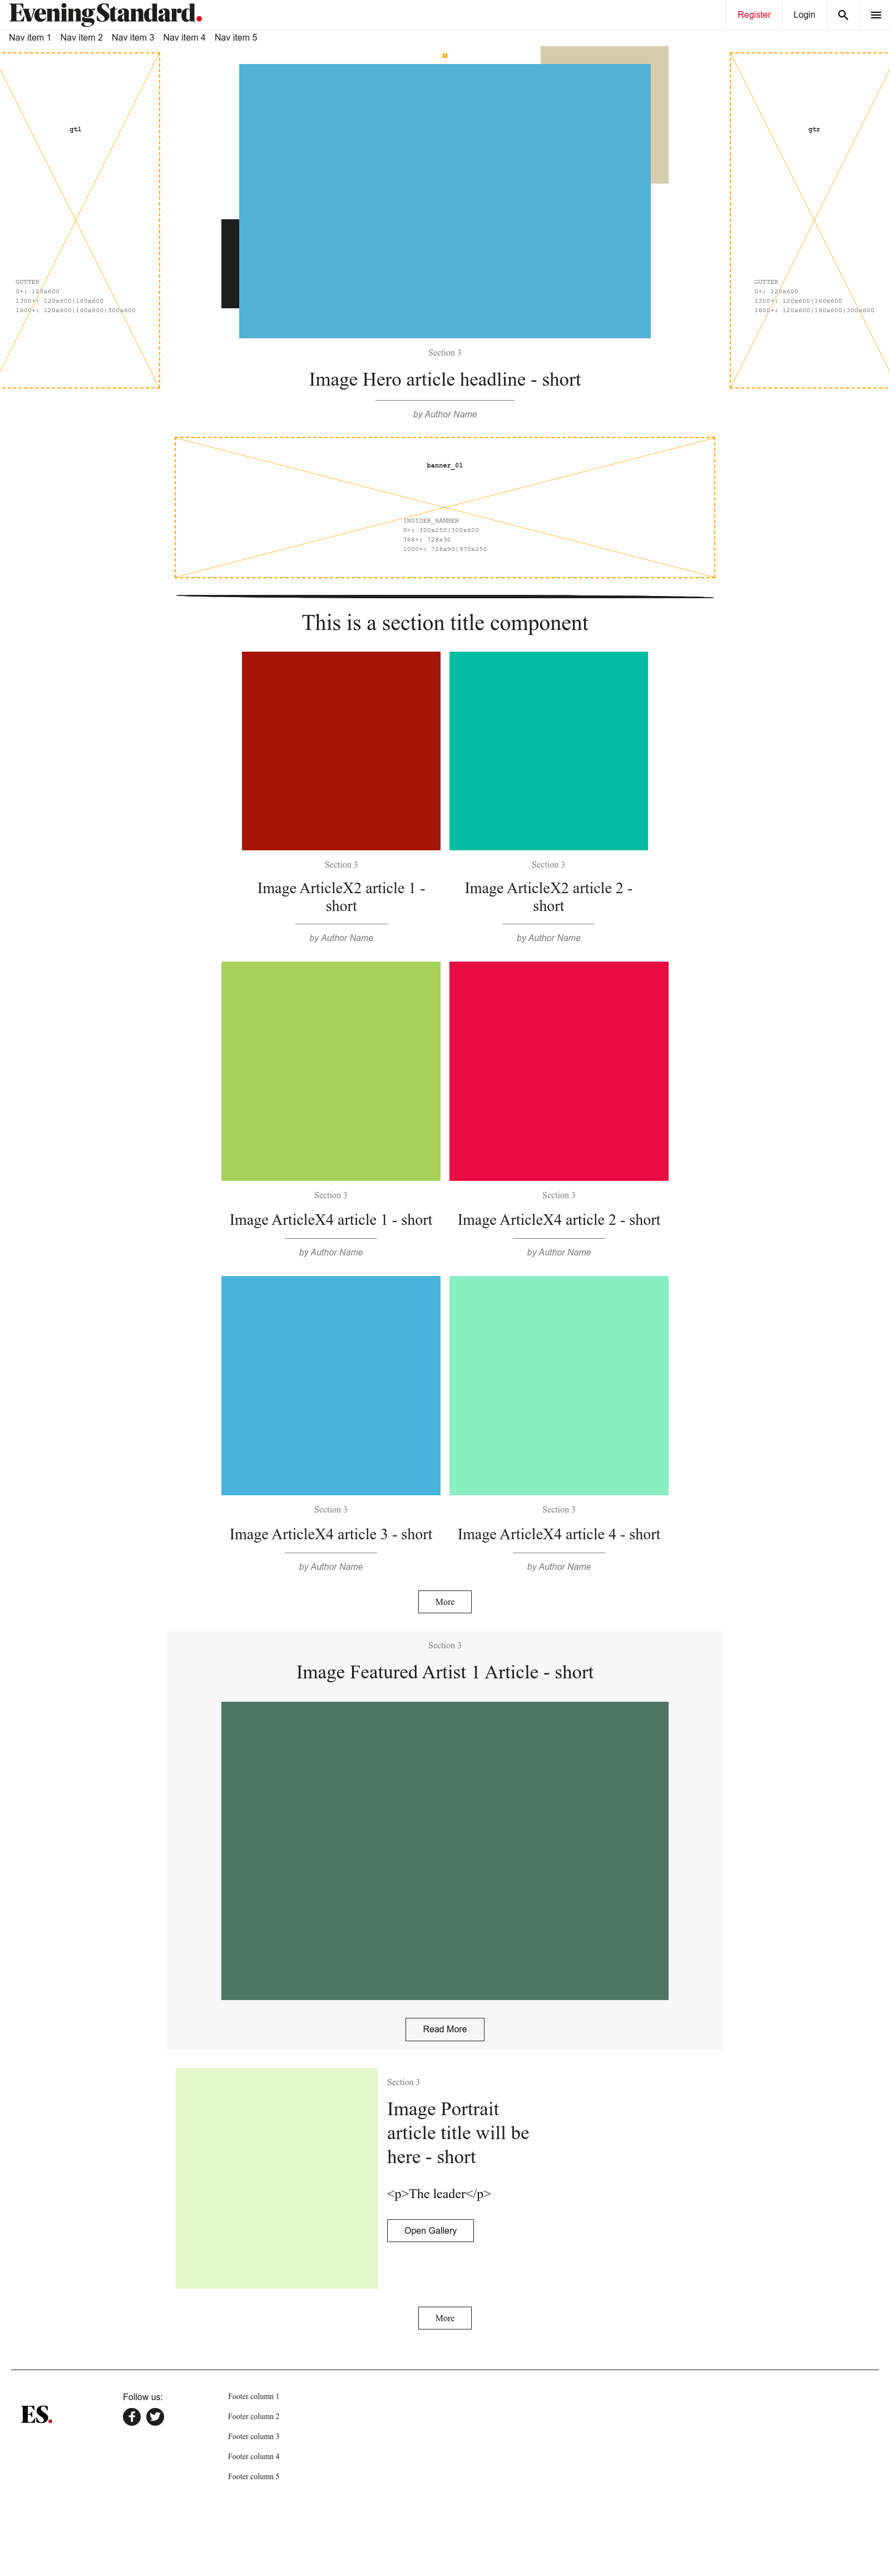 Evening Standard.
Register
Login
Nav item 1 Nav item 2 Nav item 3 Nav item 4 Nav item 5
gtl
GUTTER
0+: 120x600
1300+: 120x600|160x600
1600+: 120x600|160x600|300x600
gtr
GUTTER
0+: 120x600
1300+: 120x600|160x600
1600+: 120x600|160x600|300x600
Section 3
Image Hero article headline - short
by Author Name
banner_01
INSIDER_BANNER
0+: 300x250|300x600
768+: 728x90
1000+: 728x90|970x250
This is a section title component
Section 3
Image ArticleX2 article 1 -
short
by Author Name
Section 3
Image ArticleX2 article 2 -
short
by Author Name
Section 3
Image ArticleX4 article 1 - short
by Author Name
Section 3
Image ArticleX4 article 2 - short
by Author Name
Section 3
Image ArticleX4 article 3 - short
by Author Name
Section 3
Image ArticleX4 article 4 - short
by Author Name
More
Section 3
Image Featured Artist 1 Article - short
Read More
Section 3
Image Portrait
article title will be
here - short
<p>The leader</p>
Open Gallery
More
ES.
Follow us:
Footer column 1
Footer column 2
Footer column 3
Footer column 4
Footer column 5